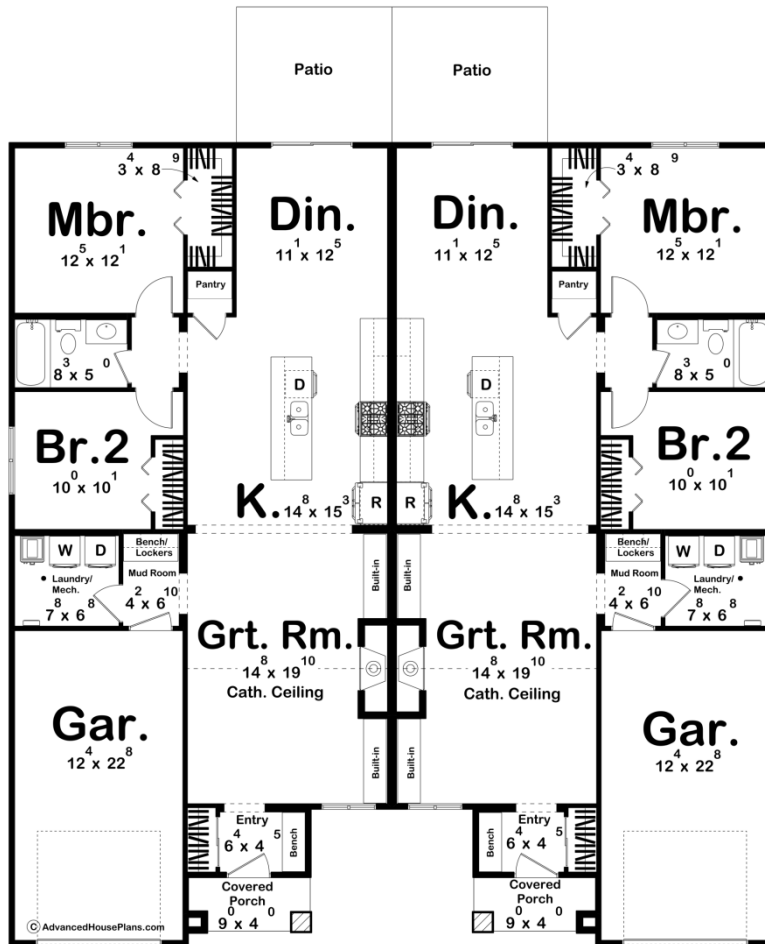 Patio
Patio
Mbr.
12⁵ x 12¹
3⁴ x 8⁹
Din.
11¹ x 12⁵
Din.
11¹ x 12⁵
3⁴ x 8⁹
Mbr.
12⁵ x 12¹
Pantry
Pantry
8³ x 5⁰
8³ x 5⁰
D
D
Br.2
10⁰ x 10¹
K. 14⁸ x 15³
R
R
K. 14⁸ x 15³
Br.2
10⁰ x 10¹
W
D
Laundry/
Mech.
7⁸ x 6⁸
Bench/
Lockers
Mud Room
4² x 6¹⁰
Built-in
Built-in
Bench/
Lockers
Mud Room
4² x 6¹⁰
W
D
Laundry/
Mech.
7⁸ x 6⁸
Grt. Rm.
14⁸ x 19¹⁰
Cath. Ceiling
Grt. Rm.
14⁸ x 19¹⁰
Cath. Ceiling
Gar.
12⁴ x 22⁸
Built-in
Built-in
Gar.
12⁴ x 22⁸
Entry
6⁴ x 4⁵
Bench
Bench
Entry
6⁴ x 4⁵
Covered
Porch
9⁰ x 4⁰
Covered
Porch
9⁰ x 4⁰
© AdvancedHousePlans.com